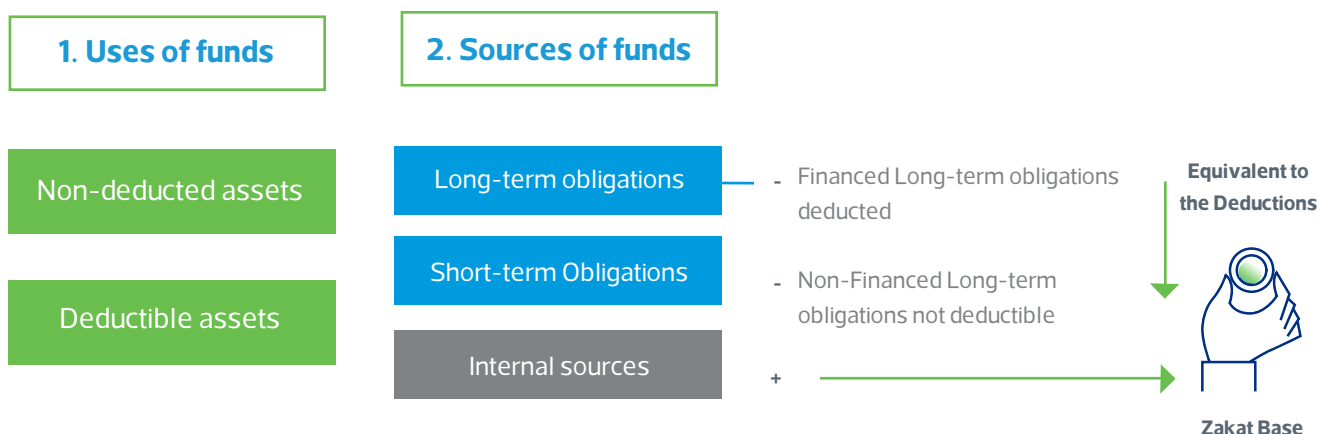 1. Uses of funds
2. Sources of funds
Non-deducted assets
Deductible assets
Long-term obligations
Short-term Obligations
Internal sources
- Financed Long-term obligations
deducted
- Non-Financed Long-term
obligations not deductible
+
Equivalent to
the Deductions
Zakat Base